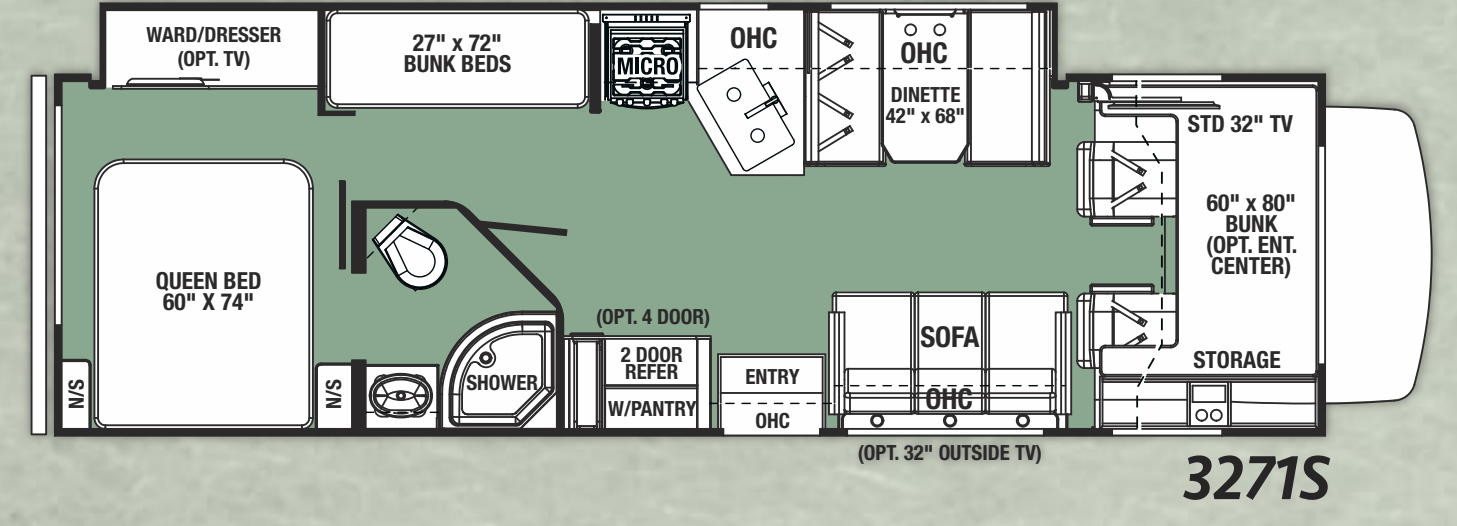 WARD/DRESSER
(OPT. TV)
27" x 72"
BUNK BEDS
MICRO
OHC
OHC
DINETTE
42" x 68"
STD 32" TV
60" x 80"
BUNK
(OPT. ENT.
CENTER)
QUEEN BED
60" X 74"
(OPT. 4 DOOR)
2 DOOR
REFER
W/PANTRY
ENTRY
OHC
SOFA
OHC
STORAGE
N/S
N/S
SHOWER
(OPT. 32" OUTSIDE TV)
3271S